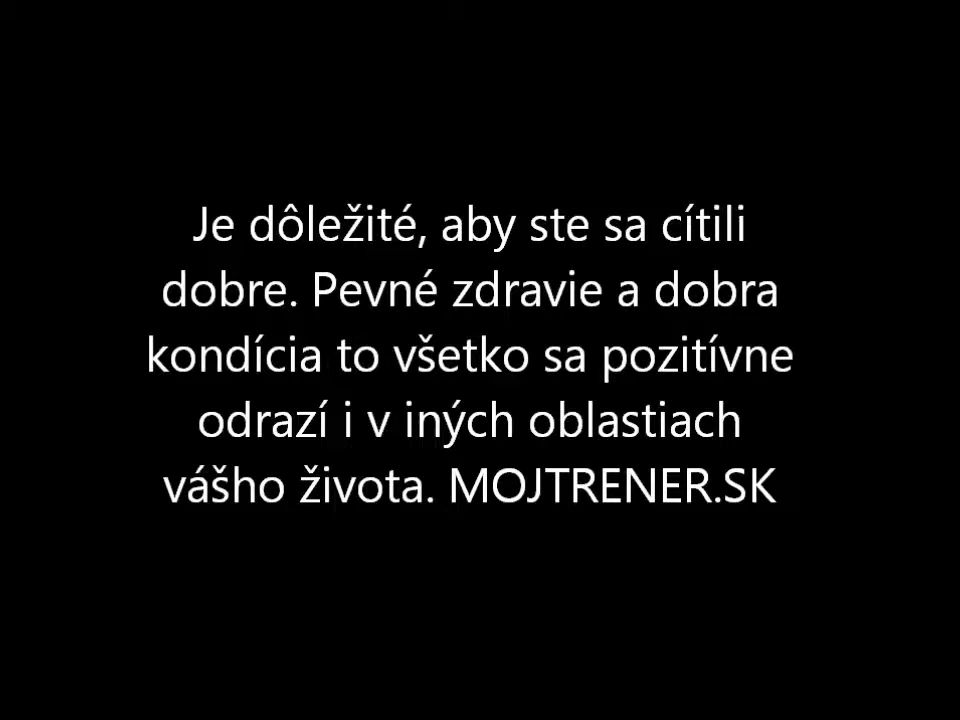 Je dôležité, aby ste sa cítili
dobre. Pevné zdravie a dobra
kondícia to všetko sa pozitívne
odrazí i v iných oblastiach
vášho života. MOJTRENER.SK